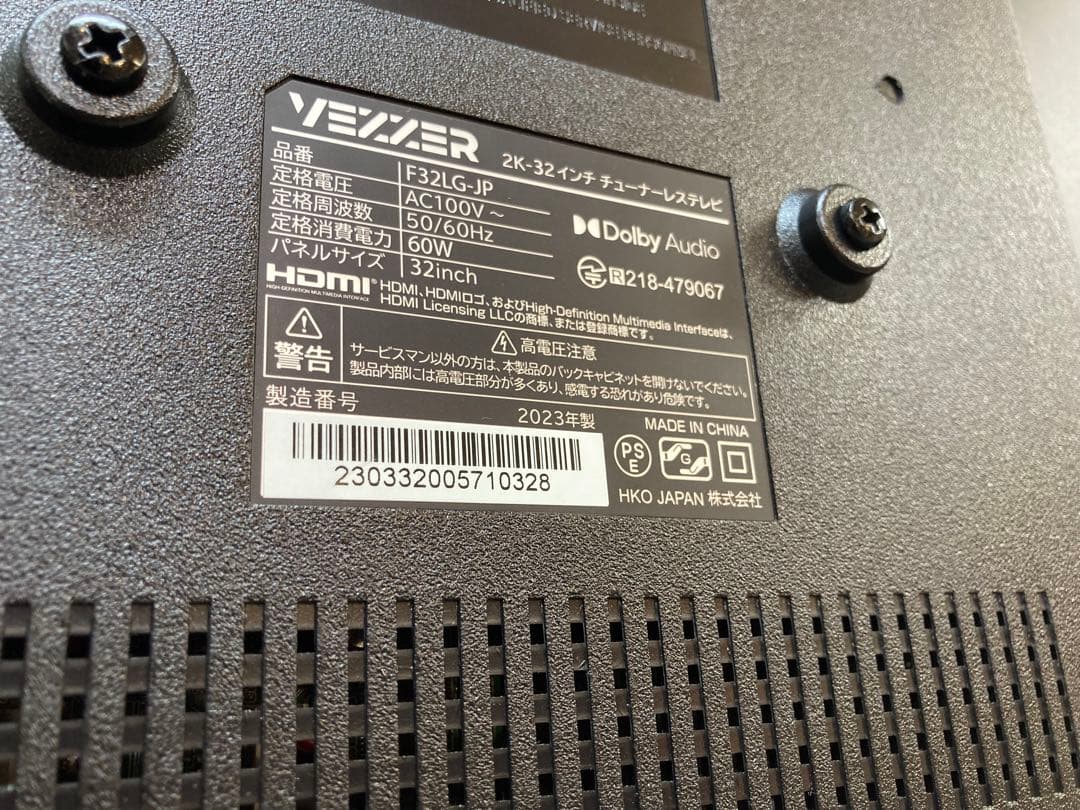 VEZZER 2K-32インチ チューナーレステレビ
品番 F32LG-JP
定格電圧 AC100V～
定格周波数 50/60Hz
定格消費電力 60W
パネルサイズ 32inch
Dolby Audio
R 218-479067
HDMI
HIGH-DEFINITION MULTIMEDIA INTERFACE
HDMI、HDMIロゴ、およびHigh-Definition Multimedia Interfaceは、
HDMI Licensing LLCの商標、または登録商標です。
警告
高電圧注意
サービスマン以外の方は、本製品のバックキャビネットを開けないでください。
製品内部には高電圧部分が多くあり、感電する恐れがあり危険です。
製造番号
2023年製
MADE IN CHINA
230332005710328
PS
E
G
HKO JAPAN 株式会社